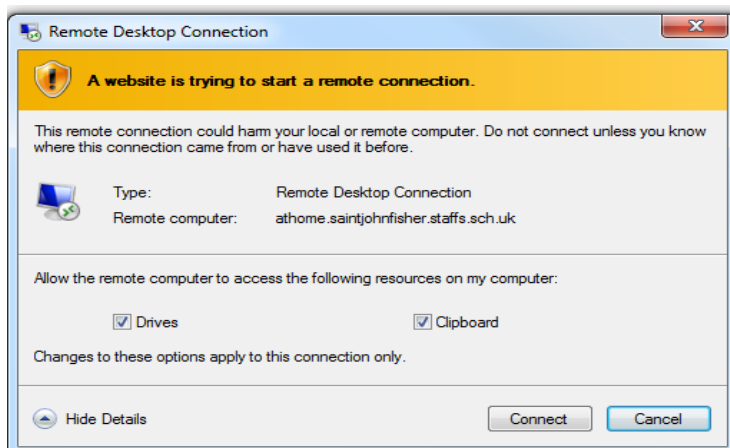 Remote Desktop Connection
A website is trying to start a remote connection.
This remote connection could harm your local or remote computer. Do not connect unless you know
where this connection came from or have used it before.
Type: Remote Desktop Connection
Remote computer: athome.saintjohnfisher.staffs.sch.uk
Allow the remote computer to access the following resources on my computer:
Drives Clipboard
Changes to these options apply to this connection only.
Hide Details Connect Cancel